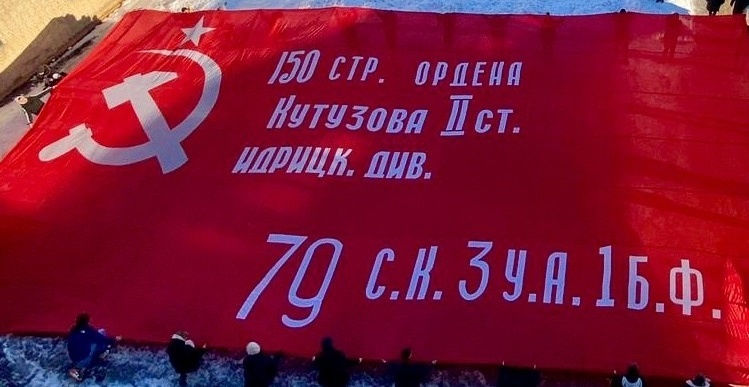 150 СТР. ОРДЕНА
КУТУЗОВА II СТ.
ИДРИЦК. ДИВ.
79 С.К. 3 У.А. 1 Б.Ф.